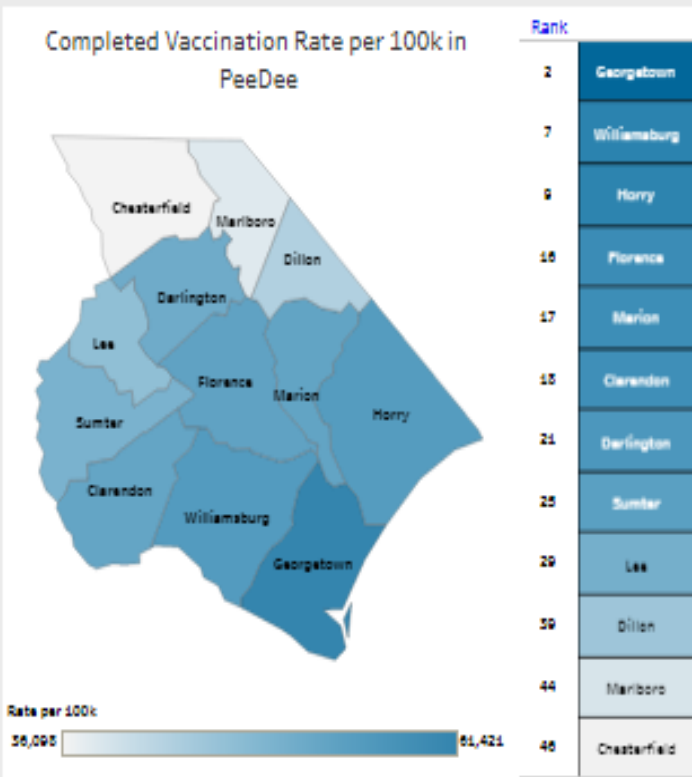 Completed Vaccination Rate per 100k in
PeeDee
Chesterfield
Marlboro
Dillon
Darlington
Lee
Florence
Marion
Horry
Sumter
Clarendon
Williamsburg
Georgetown
Rate per 100k
36,098
61,421
Rank
2 Georgetown
7 Williamsburg
9 Horry
16 Florence
17 Marion
18 Clarendon
21 Darlington
25 Sumter
29 Lee
39 Dillon
44 Marlboro
46 Chesterfield